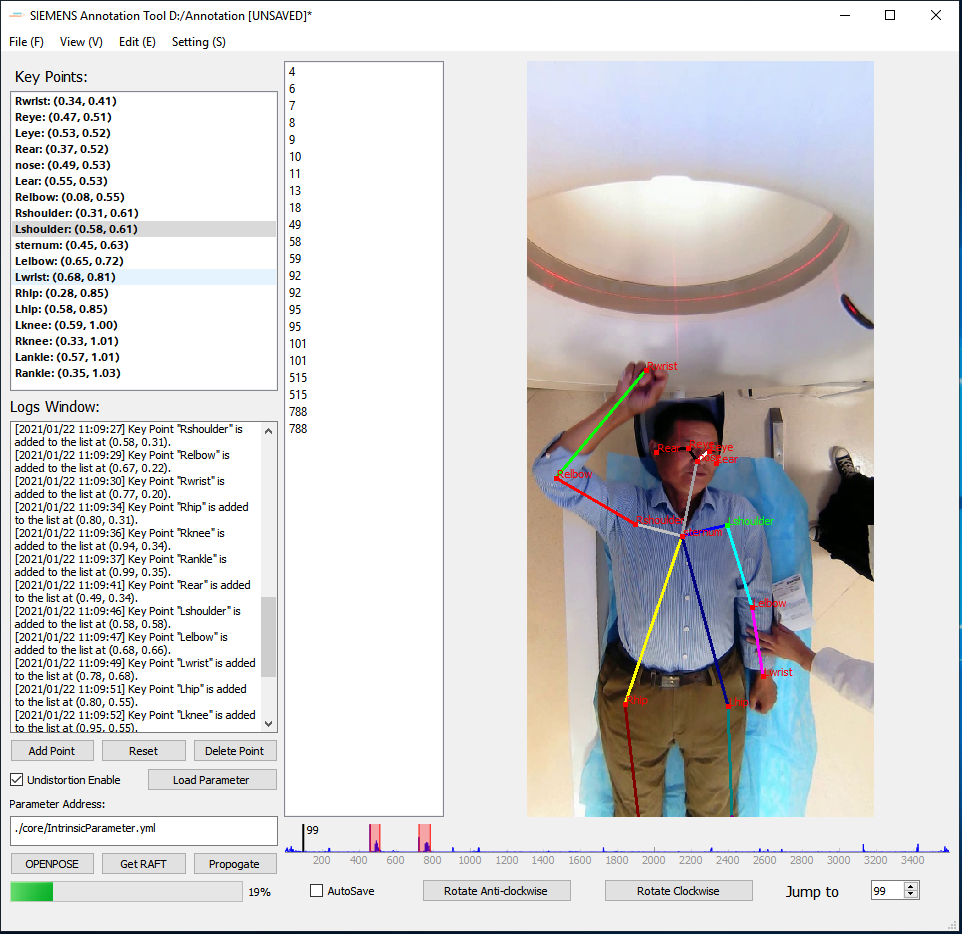 SIEMENS Annotation Tool D:/Annotation [UNSAVED]*
File (F) View (V) Edit (E) Setting (S)
Key Points:
Rwrist: (0.34, 0.41)
Reye: (0.47, 0.51)
Leye: (0.53, 0.52)
Rear: (0.37, 0.52)
nose: (0.49, 0.53)
Lear: (0.55, 0.53)
Relbow: (0.08, 0.55)
Rshoulder: (0.31, 0.61)
Lshoulder: (0.58, 0.61)
sternum: (0.45, 0.63)
Lelbow: (0.65, 0.72)
Lwrist: (0.68, 0.81)
Rhip: (0.28, 0.85)
Lhip: (0.58, 0.85)
Lknee: (0.59, 1.00)
Rknee: (0.33, 1.01)
Lankle: (0.57, 1.01)
Rankle: (0.35, 1.03)
Logs Window:
[2021/01/22 11:09:27] Key Point "Rshoulder" is
added to the list at (0.58, 0.31).
[2021/01/22 11:09:29] Key Point "Relbow" is
added to the list at (0.67, 0.22).
[2021/01/22 11:09:30] Key Point "Rwrist" is
added to the list at (0.77, 0.20).
[2021/01/22 11:09:34] Key Point "Rhip" is added
to the list at (0.80, 0.31).
[2021/01/22 11:09:36] Key Point "Rknee" is
added to the list at (0.94, 0.34).
[2021/01/22 11:09:37] Key Point "Rankle" is
added to the list at (0.99, 0.35).
[2021/01/22 11:09:41] Key Point "Rear" is added
to the list at (0.49, 0.34).
[2021/01/22 11:09:46] Key Point "Lshoulder" is
added to the list at (0.58, 0.58).
[2021/01/22 11:09:47] Key Point "Lelbow" is
added to the list at (0.68, 0.66).
[2021/01/22 11:09:49] Key Point "Lwrist" is added
to the list at (0.78, 0.68).
[2021/01/22 11:09:51] Key Point "Lhip" is added
to the list at (0.80, 0.55).
[2021/01/22 11:09:52] Key Point "Lknee" is added
to the list at (0.95, 0.55).
Add Point Reset Delete Point
Undistortion Enable Load Parameter
Parameter Address:
./core/IntrinsicParameter.yml
OPENPOSE Get RAFT Propogate
19%
4
6
7
8
9
10
11
13
18
49
58
59
92
92
95
95
101
101
515
515
788
788
Rwrist
Rear
Relbow
Lshoulder
sternum
Lelbow
Lwrist
Rhip
99
200 400 600 800 1000 1200 1400 1600 1800 2000 2200 2400 2600 2800 3000 3200 3400
AutoSave Rotate Anti-clockwise Rotate Clockwise Jump to 99